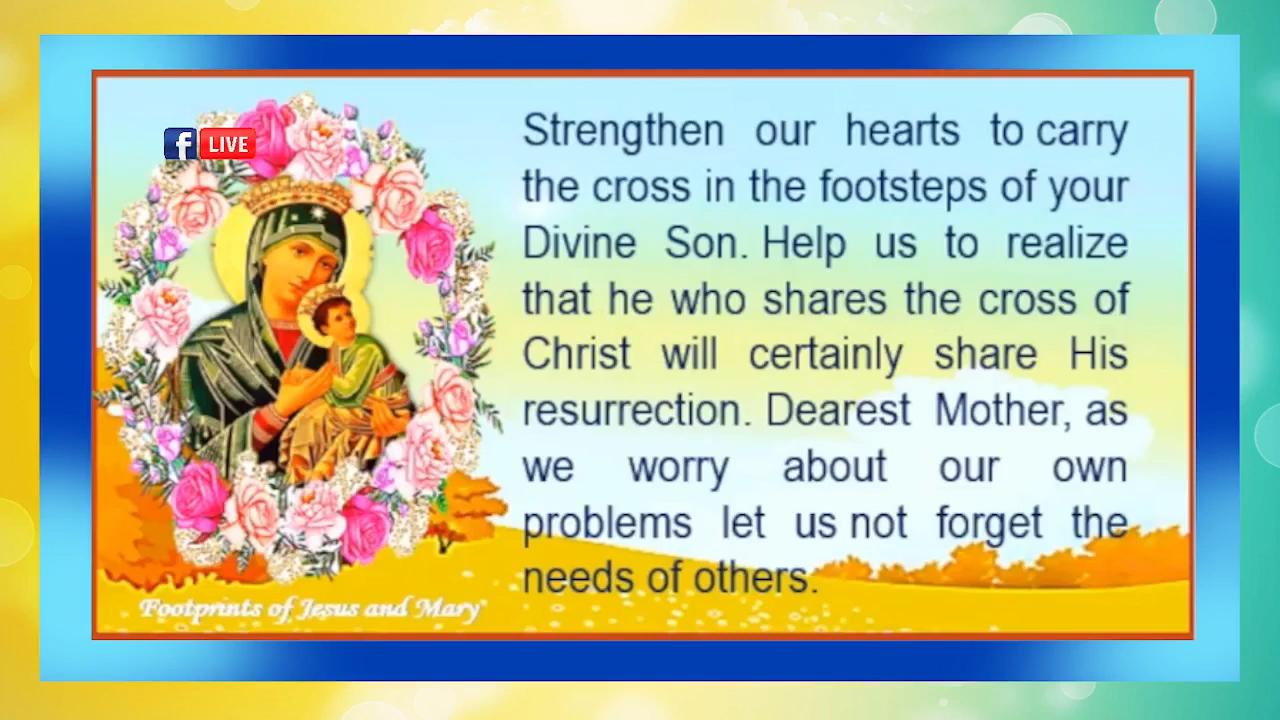 f LIVE
Strengthen our hearts to carry
the cross in the footsteps of your
Divine Son. Help us to realize
that he who shares the cross of
Christ will certainly share His
resurrection. Dearest Mother, as
we worry about our own
problems let us not forget the
needs of others.
Footprints of Jesus and Mary